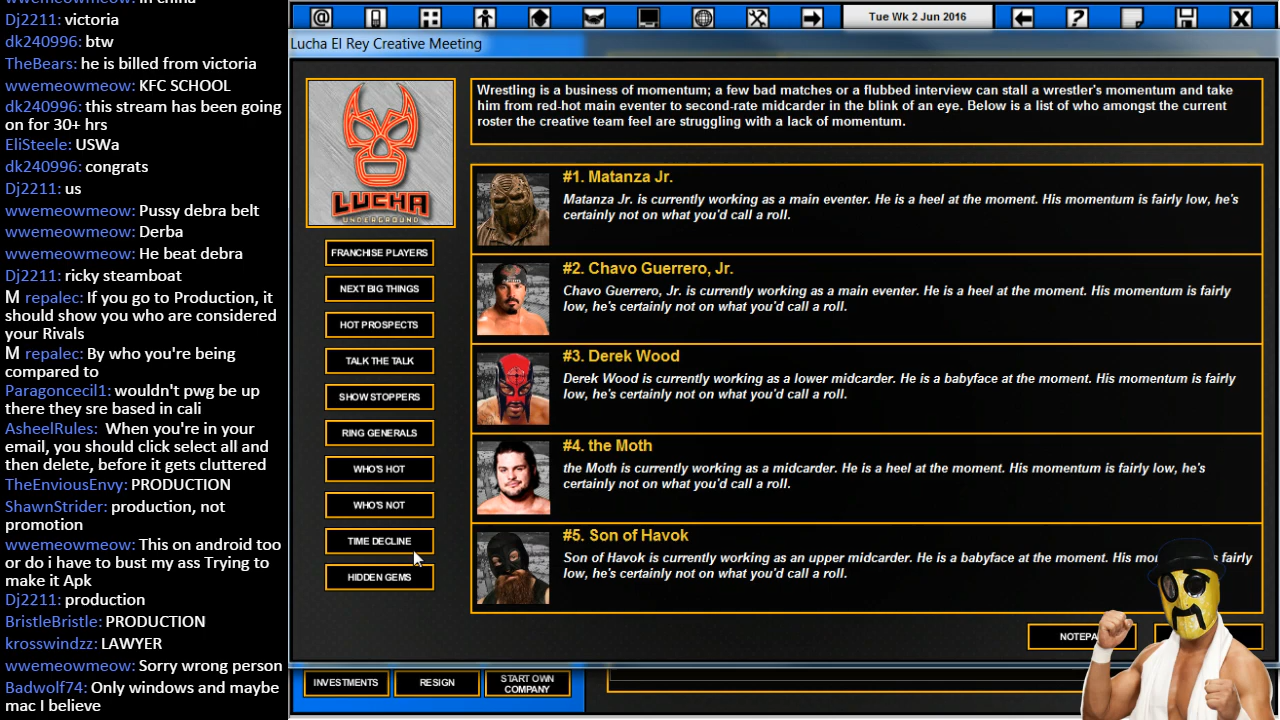 wwemeowmeow: in china
Dj2211: victoria
dk240996: btw
TheBears: he is billed from victoria
wwemeowmeow: KFC SCHOOL
dk240996: this stream has been going
on for 30+ hrs
EliSteele: USWa
dk240996: congrats
Dj2211: us
wwemeowmeow: Pussy debra belt
wwemeowmeow: Derba
wwemeowmeow: He beat debra
Dj2211: ricky steamboat
M repalec: If you go to Production, it
should show you who are considered
your Rivals
M repalec: By who you're being
compared to
Paragoncecil1: wouldn't pwg be up
there they sre based in cali
AsheelRules: When you're in your
email, you should click select all and
then delete, before it gets cluttered
TheEnviousEnvy: PRODUCTION
ShawnStrider: production, not
promotion
wwemeowmeow: This on android too
or do i have to bust my ass Trying to
make it Apk
Dj2211: production
BristleBristle: PRODUCTION
krosswindzz: LAWYER
wwemeowmeow: Sorry wrong person
Badwolf74: Only windows and maybe
mac I believe
Tue Wk 2 Jun 2016
Lucha El Rey Creative Meeting
LUCHA
UNDERGROUND
FRANCHISE PLAYERS
NEXT BIG THINGS
HOT PROSPECTS
TALK THE TALK
SHOW STOPPERS
RING GENERALS
WHO'S HOT
WHO'S NOT
TIME DECLINE
HIDDEN GEMS
Wrestling is a business of momentum; a few bad matches or a flubbed interview can stall a wrestler's momentum and take
him from red-hot main eventer to second-rate midcarder in the blink of an eye. Below is a list of who amongst the current
roster the creative team feel are struggling with a lack of momentum.
#1. Matanza Jr.
Matanza Jr. is currently working as a main eventer. He is a heel at the moment. His momentum is fairly low, he's
certainly not on what you'd call a roll.
#2. Chavo Guerrero, Jr.
Chavo Guerrero, Jr. is currently working as a main eventer. He is a heel at the moment. His momentum is fairly
low, he's certainly not on what you'd call a roll.
#3. Derek Wood
Derek Wood is currently working as a lower midcarder. He is a babyface at the moment. His momentum is fairly
low, he's certainly not on what you'd call a roll.
#4. the Moth
the Moth is currently working as a midcarder. He is a heel at the moment. His momentum is fairly low, he's
certainly not on what you'd call a roll.
#5. Son of Havok
Son of Havok is currently working as an upper midcarder. He is a babyface at the moment. His mo s fairly
low, he's certainly not on what you'd call a roll.
NOTEPA
INVESTMENTS
RESIGN
START OWN
COMPANY